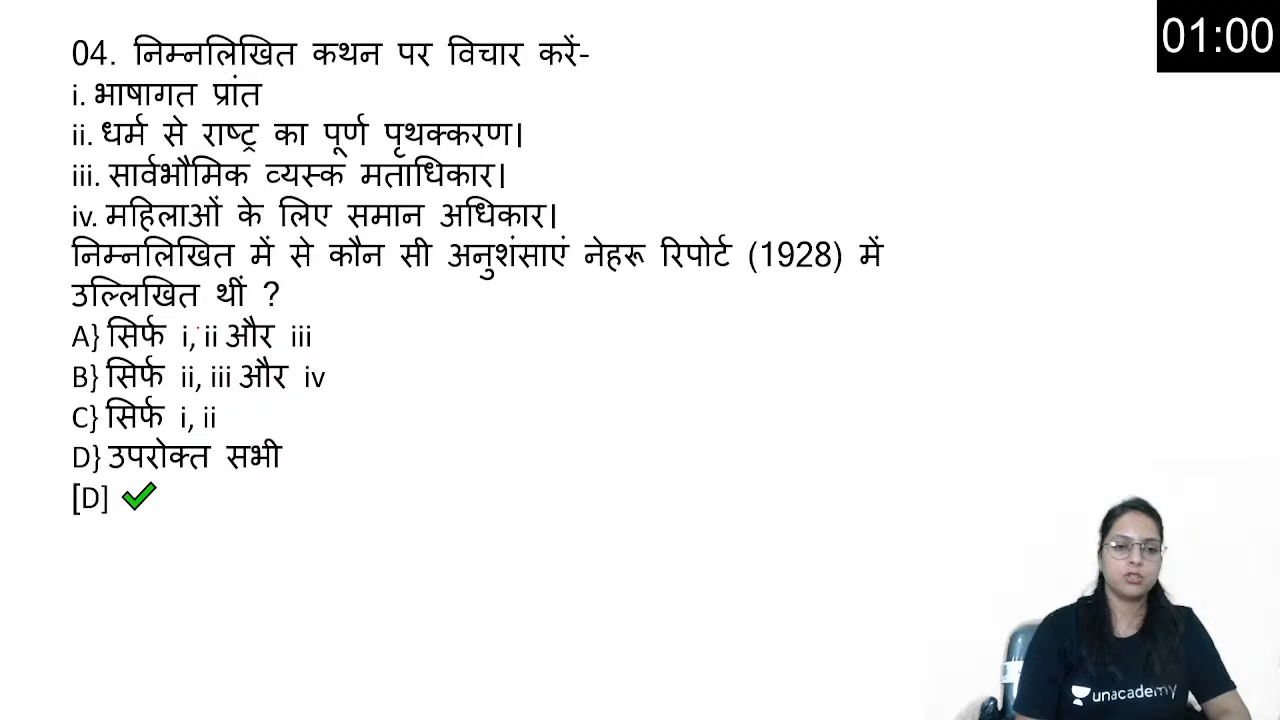 01:00
04. निम्नलिखित कथन पर विचार करें-
i. भाषागत प्रांत
ii. धर्म से राष्ट्र का पूर्ण पृथक्करण।
iii. सार्वभौमिक व्यस्क मताधिकार।
iv. महिलाओं के लिए समान अधिकार।
निम्नलिखित में से कौन सी अनुशंसाएं नेहरू रिपोर्ट (1928) में
उल्लिखित थीं ?
A} सिर्फ i, ii और iii
B} सिर्फ ii, iii और iv
C} सिर्फ i, ii
D} उपरोक्त सभी
[D]
unacademy